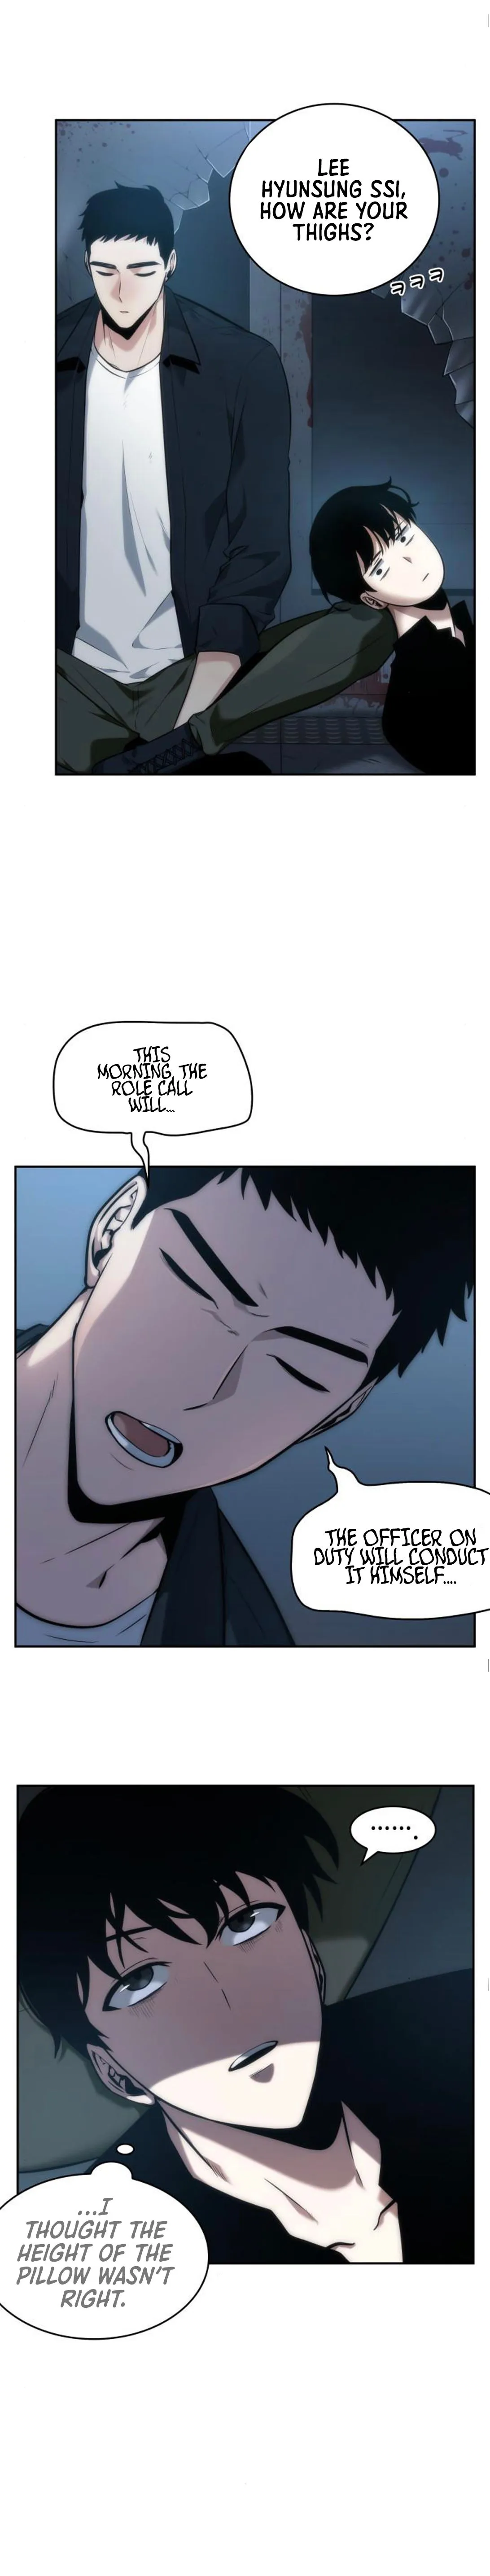 LEE
HYUNSUNG SSI,
HOW ARE YOUR
THIGHS?
ㅋㅋㅋ
THIS
MORNING, THE
ROLE CALL
WILL...
THE OFFICER ON
DUTY WILL CONDUCT
IT HIMSELF....
.......
...I
THOUGHT THE
HEIGHT OF THE
PILLOW WASN'T
RIGHT.